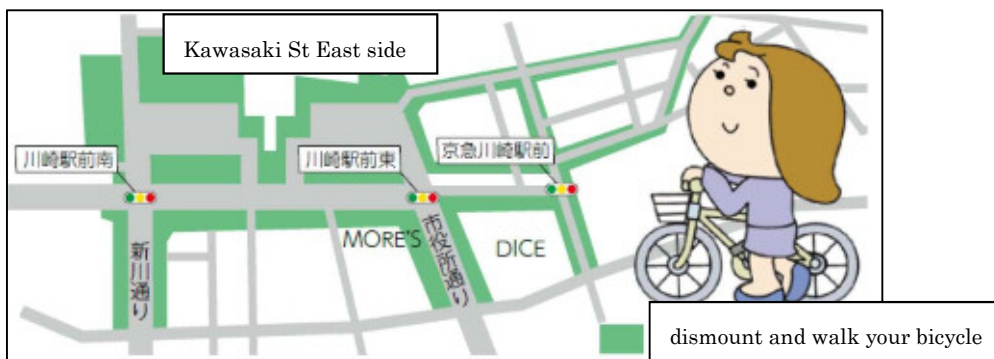 Kawasaki St East side
川崎駅前南
川崎駅前東
京急川崎駅前
MORE'S
DICE
新川通り
市役所通り
dismount and walk your bicycle